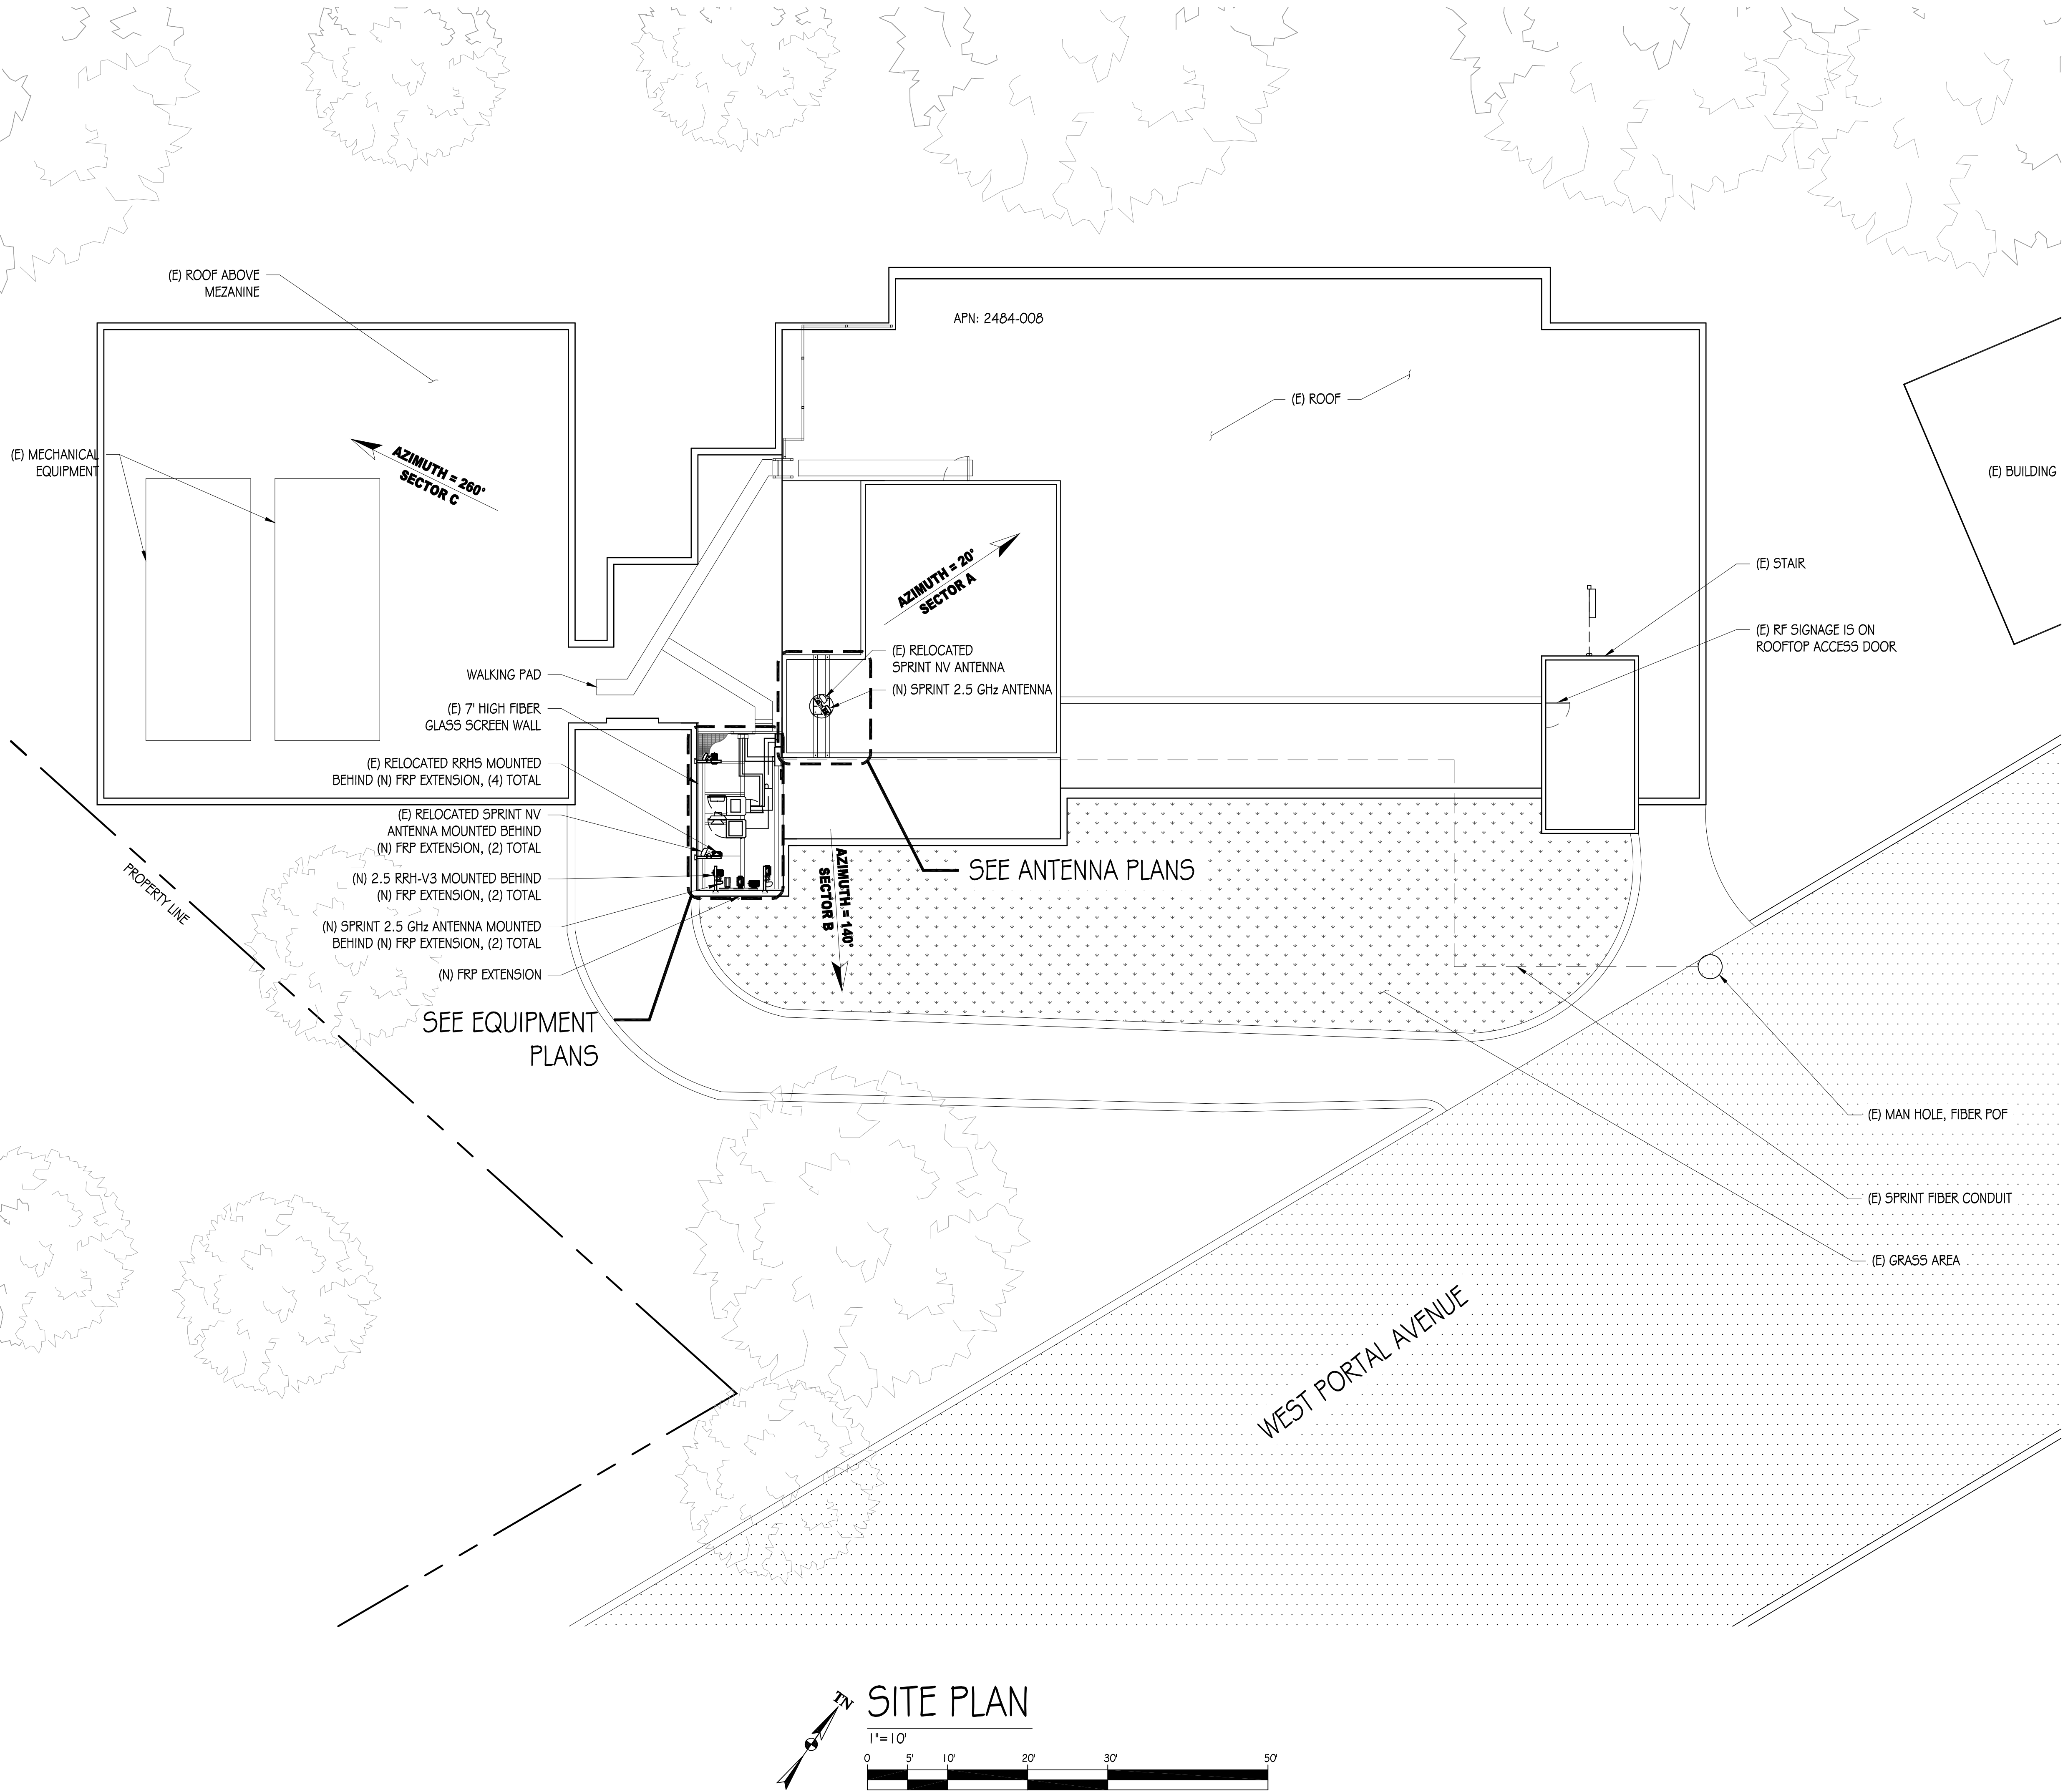 (E) ROOF ABOVE
MEZANINE
APN: 2484-008
(E) ROOF
(E) MECHANICAL
EQUIPMENT
AZIMUTH = 260°
SECTOR C
(E) BUILDING
AZIMUTH = 20°
SECTOR A
(E) STAIR
(E) RF SIGNAGE IS ON
ROOFTOP ACCESS DOOR
(E) RELOCATED
SPRINT NV ANTENNA
(N) SPRINT 2.5 GHz ANTENNA
WALKING PAD
(E) 7' HIGH FIBER
GLASS SCREEN WALL
(E) RELOCATED RRHS MOUNTED
BEHIND (N) FRP EXTENSION, (4) TOTAL
(E) RELOCATED SPRINT NV
ANTENNA MOUNTED BEHIND
(N) FRP EXTENSION, (2) TOTAL
(N) 2.5 RRH-V3 MOUNTED BEHIND
(N) FRP EXTENSION, (2) TOTAL
(N) SPRINT 2.5 GHz ANTENNA MOUNTED
BEHIND (N) FRP EXTENSION, (2) TOTAL
(N) FRP EXTENSION
SEE EQUIPMENT
PLANS
SEE ANTENNA PLANS
AZIMUTH = 140°
SECTOR B
PROPERTY LINE
(E) MAN HOLE, FIBER POF
(E) SPRINT FIBER CONDUIT
(E) GRASS AREA
WEST PORTAL AVENUE
TN
SITE PLAN
1"=10'
0 5' 10' 20' 30' 50'